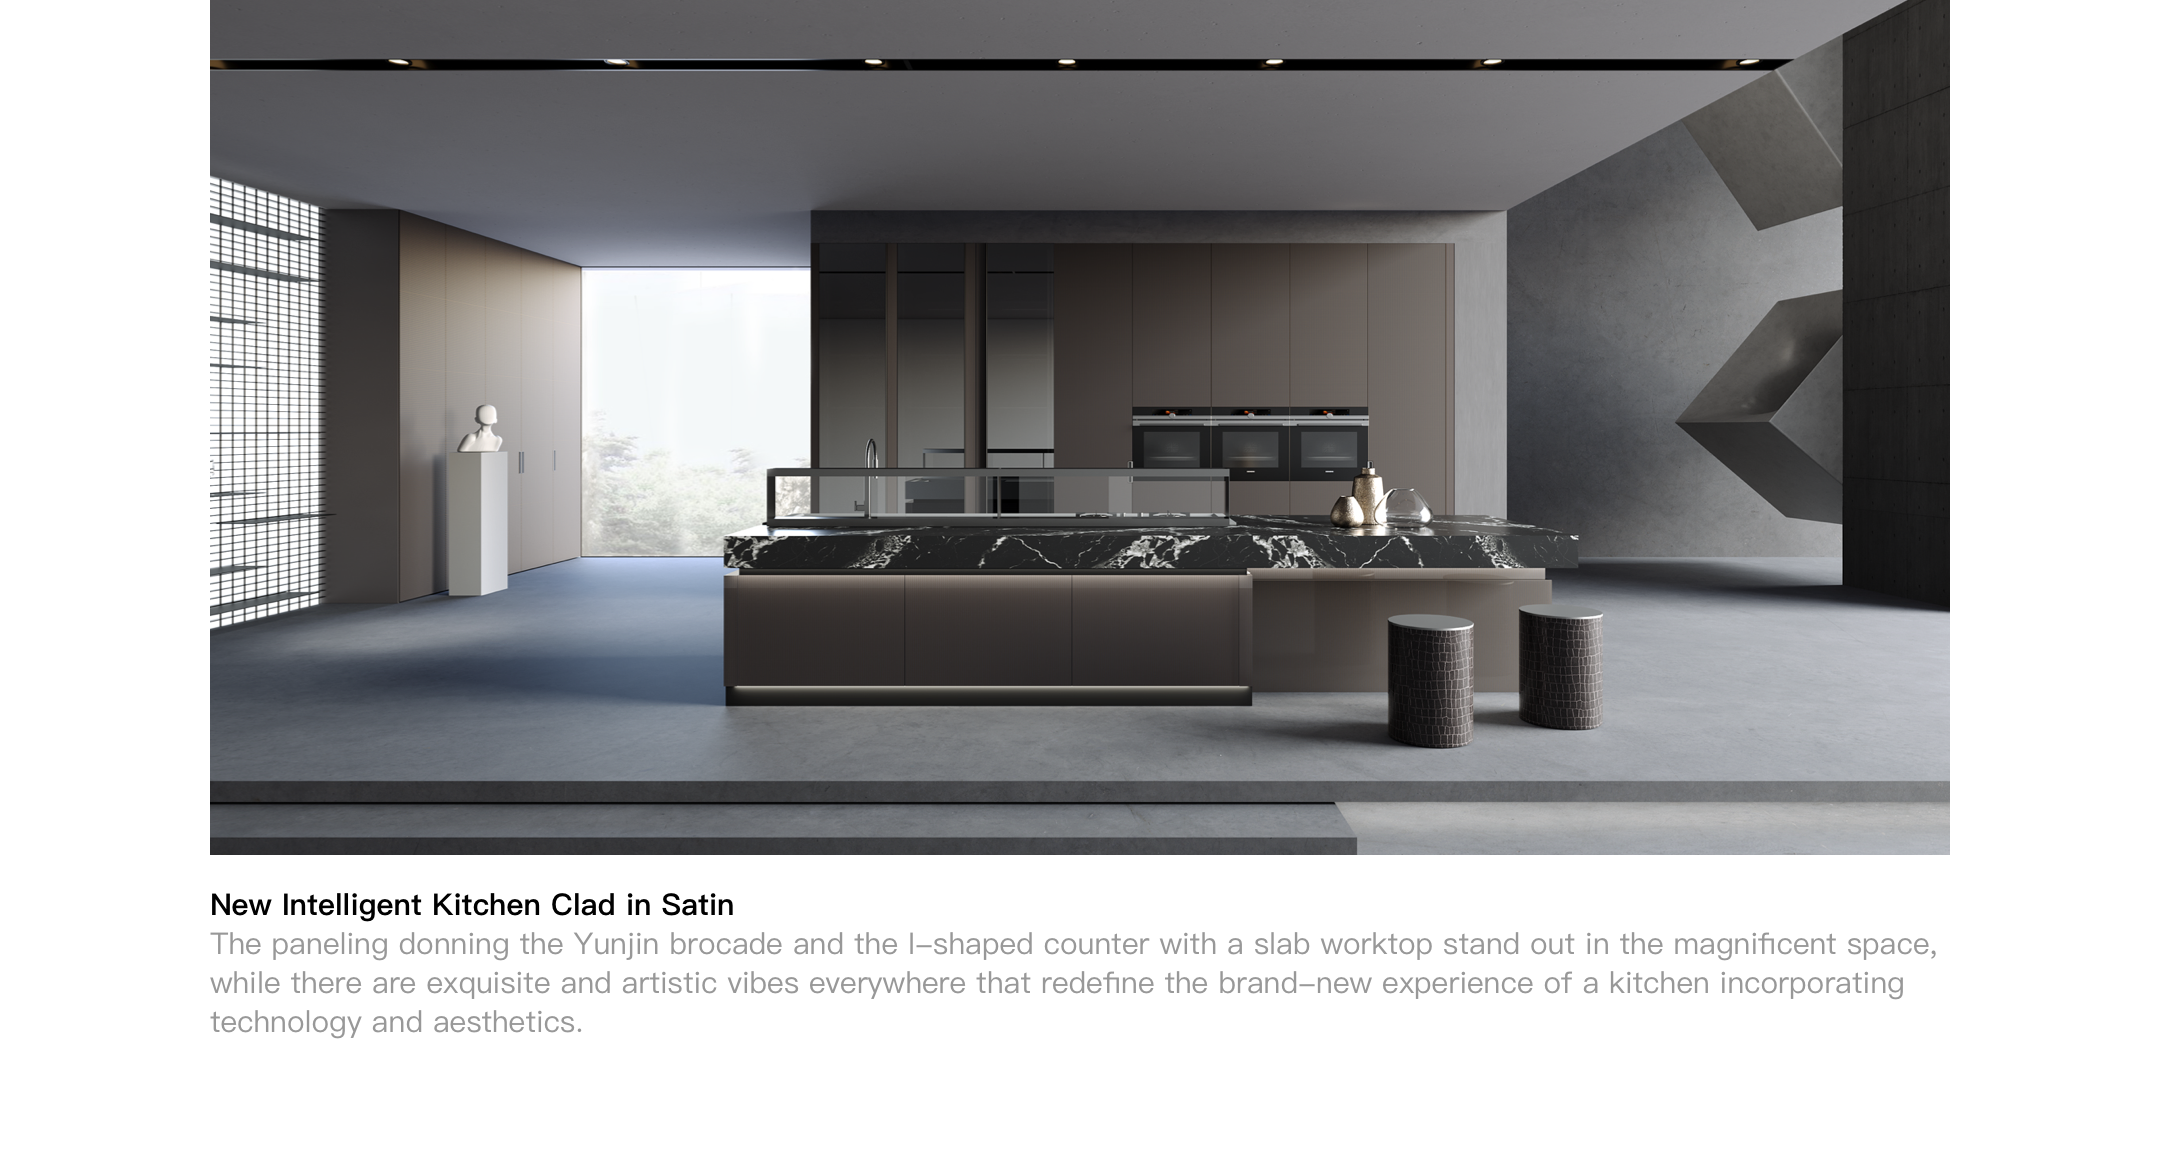 New Intelligent Kitchen Clad in Satin
The paneling donning the Yunjin brocade and the I–shaped counter with a slab worktop stand out in the magnificent space,
while there are exquisite and artistic vibes everywhere that redefine the brand–new experience of a kitchen incorporating
technology and aesthetics.